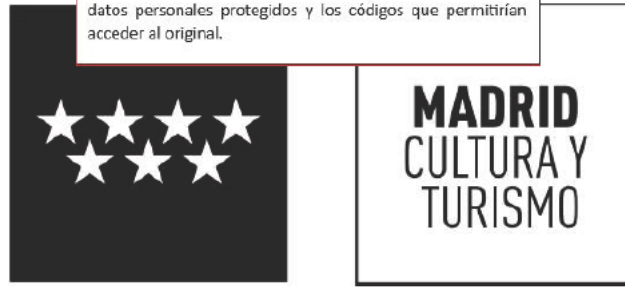 datos personales protegidos y los códigos que permitirían
acceder al original.
MADRID
CULTURA Y
TURISMO